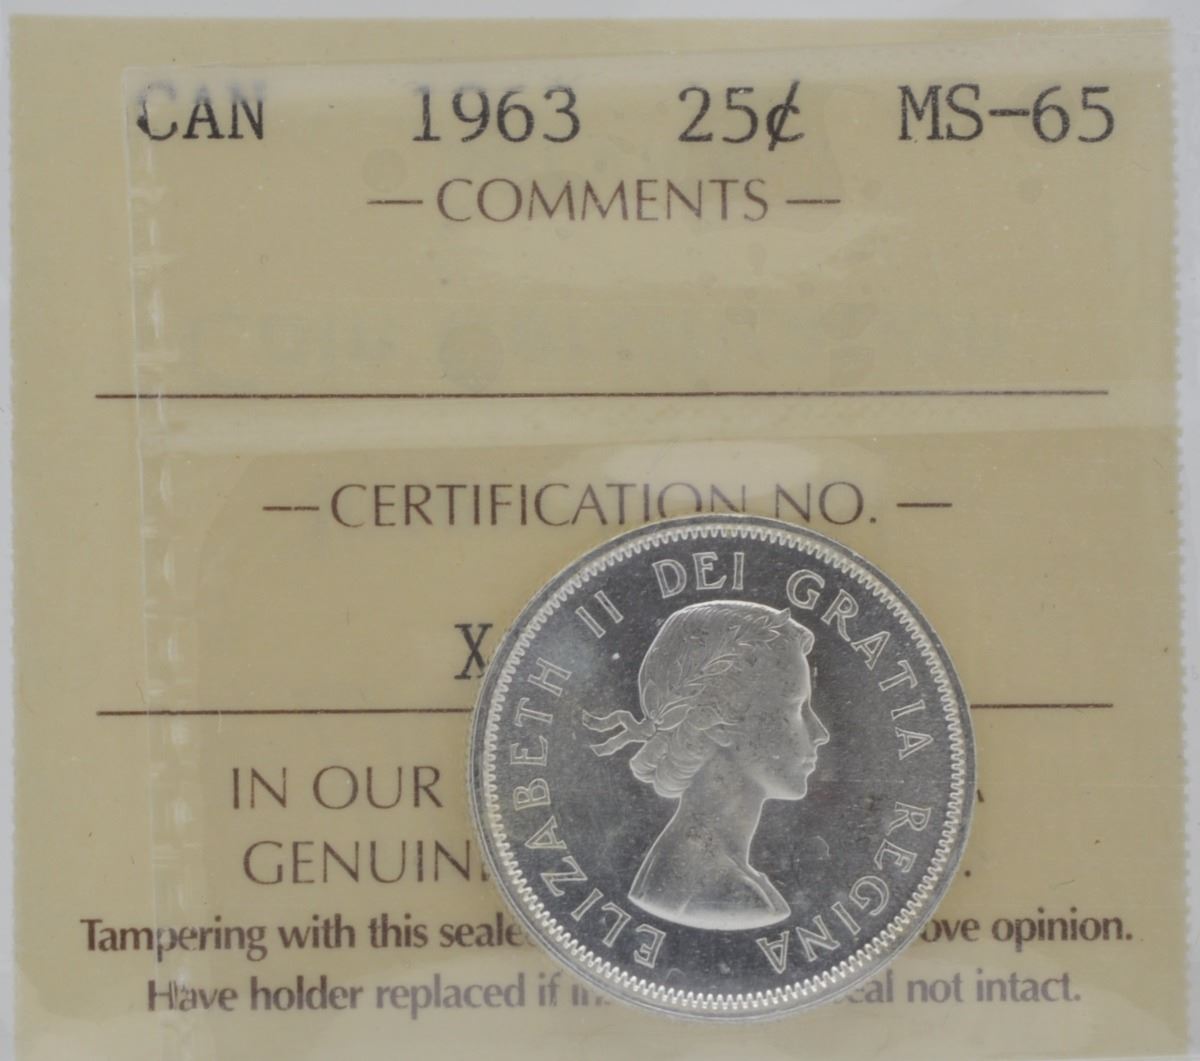 CAN 1963 25¢ MS-65
— COMMENTS —
— CERTIFICATION NO. —
X
IN OUR
GENUIN
Tampering with this seale ove opinion.
Have holder replaced if in eal not intact.
ELIZABETH II DEI GRATIA REGINA